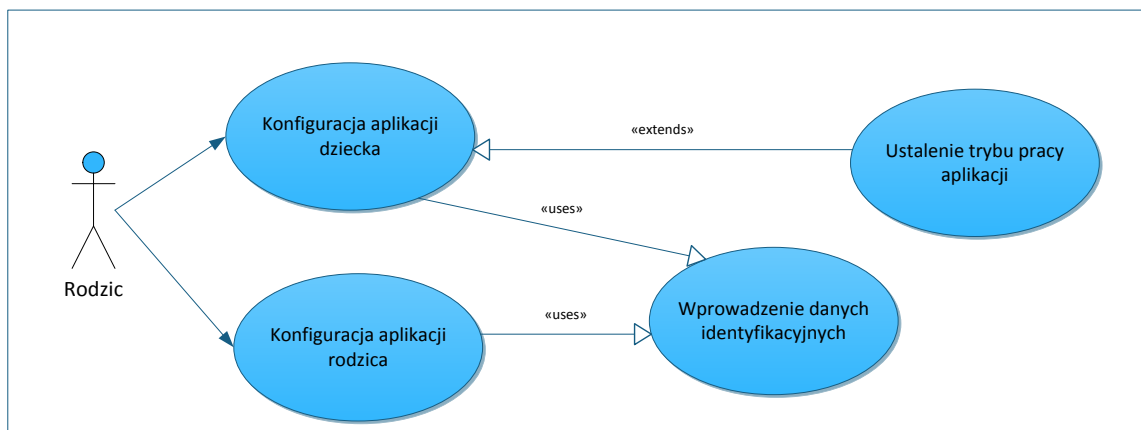 Konfiguracja aplikacji
dziecka
«extends»
Ustalenie trybu pracy
aplikacji
«uses»
Rodzic
Konfiguracja aplikacji
rodzica
«uses»
Wprowadzenie danych
identyfikacyjnych